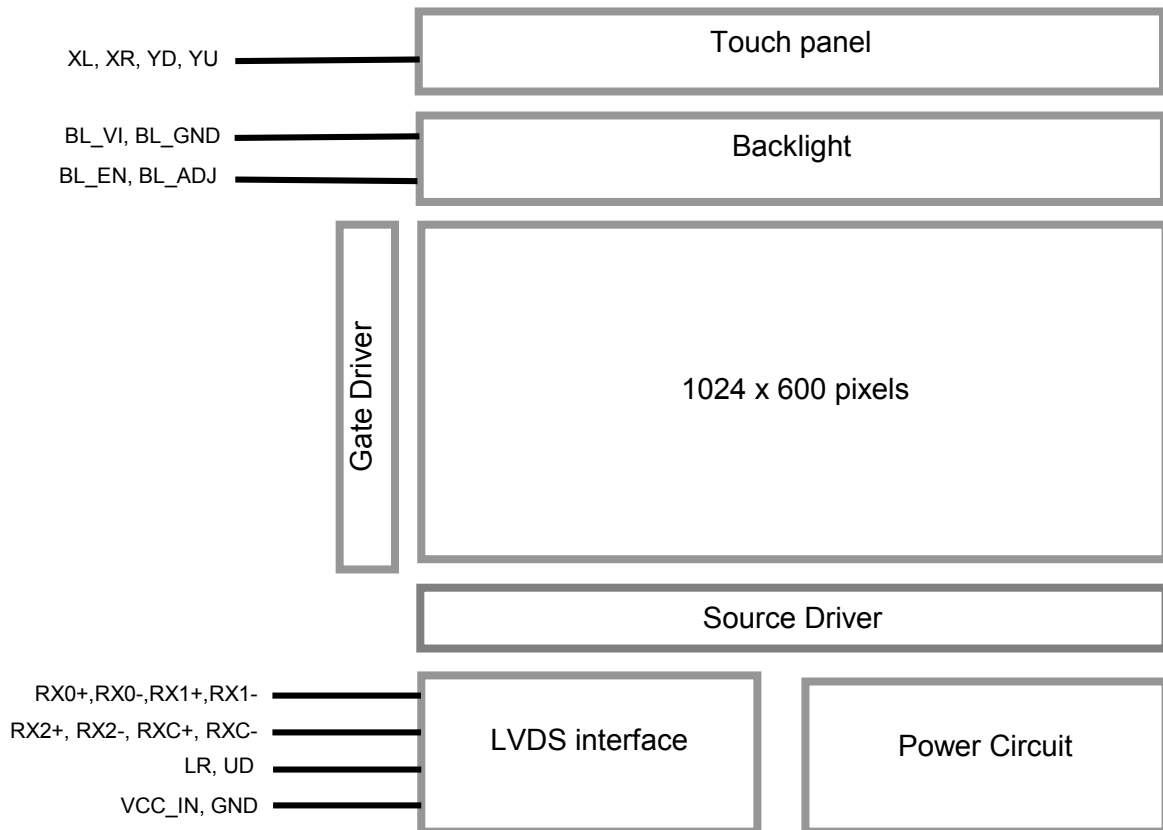 Touch panel
XL, XR, YD, YU
BL_VI, BL_GND
Backlight
BL_EN, BL_ADJ
Gate Driver
1024 x 600 pixels
Source Driver
RX0+,RX0-,RX1+,RX1-
RX2+, RX2-, RXC+, RXC-
LVDS interface
Power Circuit
LR, UD
VCC_IN, GND